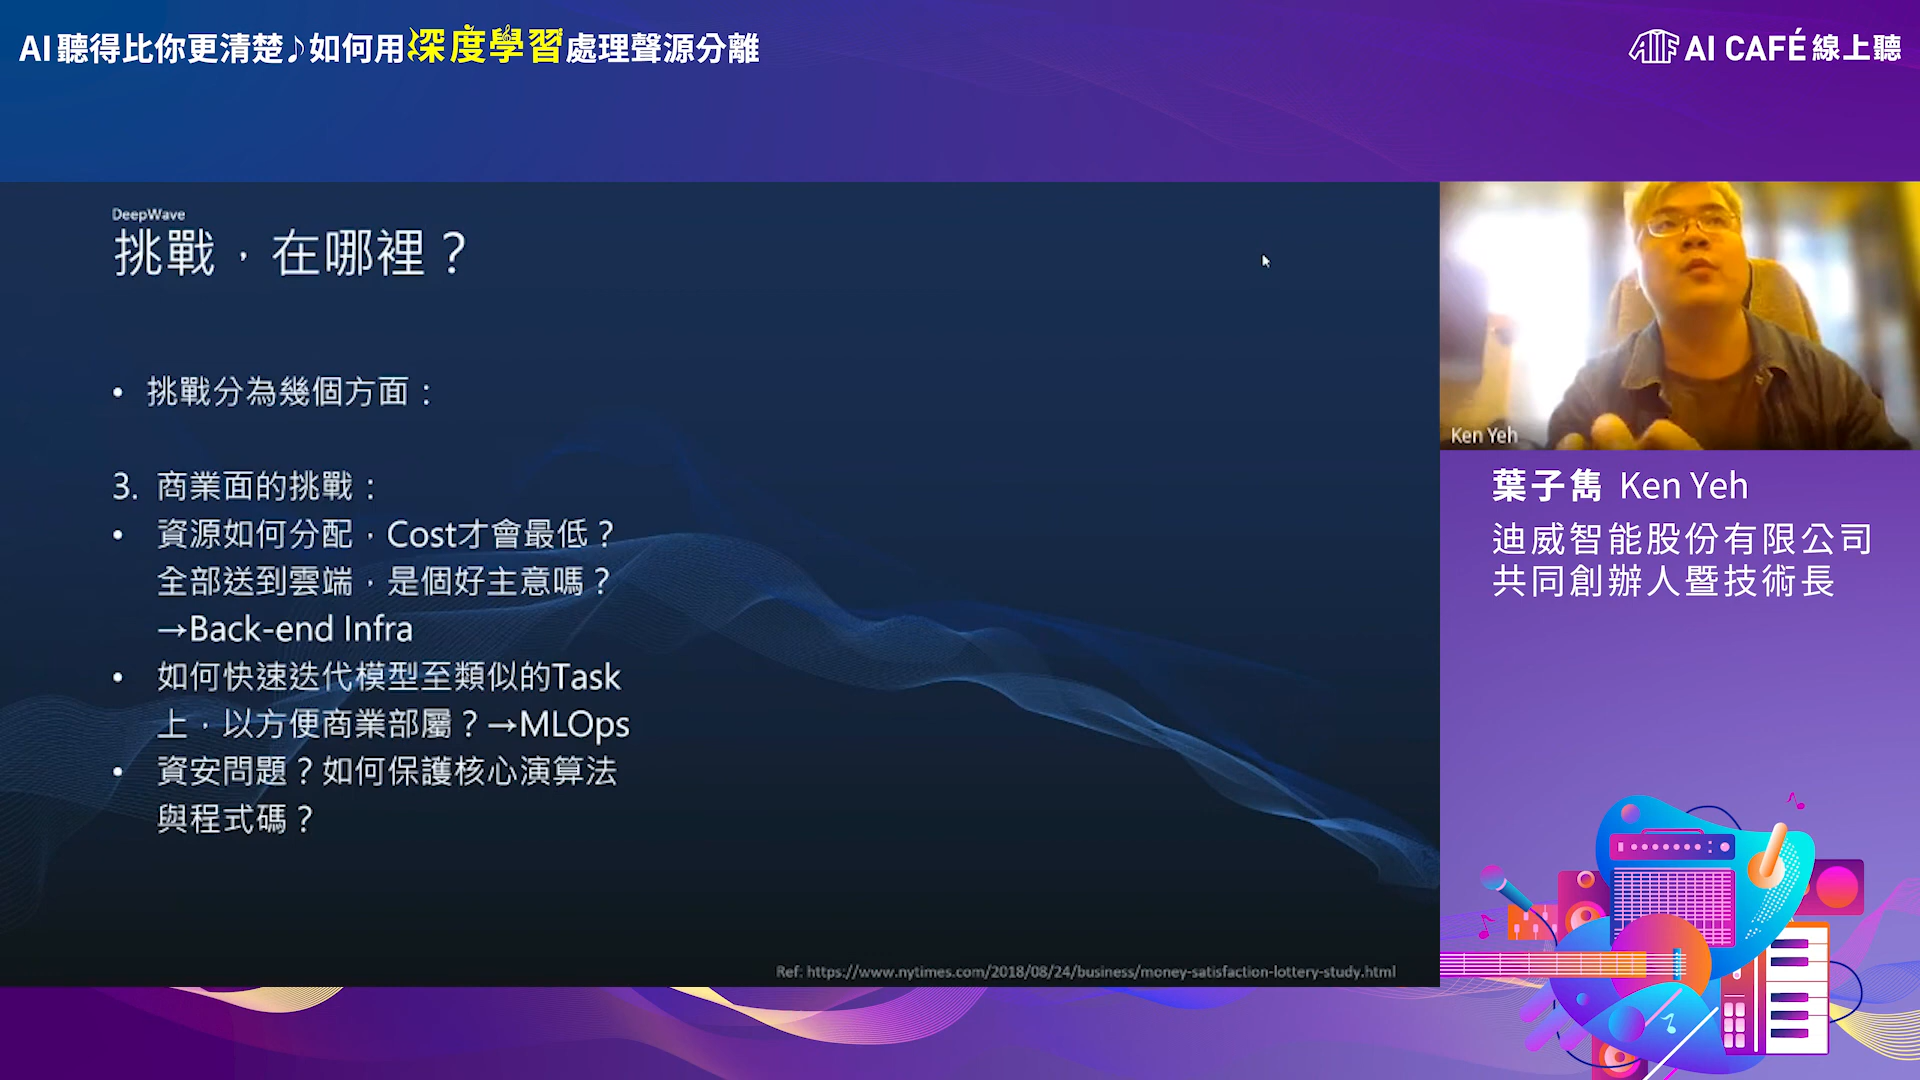 AI聽得比你更清楚♪如何用深度學習處理聲源分離
AIF AI CAFÉ 線上聽
DeepWave
挑戰，在哪裡？
• 挑戰分為幾個方面：
3. 商業面的挑戰：
• 資源如何分配，Cost才會最低？
全部送到雲端，是個好主意嗎？
→Back-end Infra
• 如何快速迭代模型至類似的Task
上，以方便商業部屬？→MLOps
• 資安問題？如何保護核心演算法
與程式碼？
Ref: https://www.nytimes.com/2018/08/24/business/money-satisfaction-lottery-study.html
Ken Yeh
葉子雋 Ken Yeh
迪威智能股份有限公司
共同創辦人暨技術長